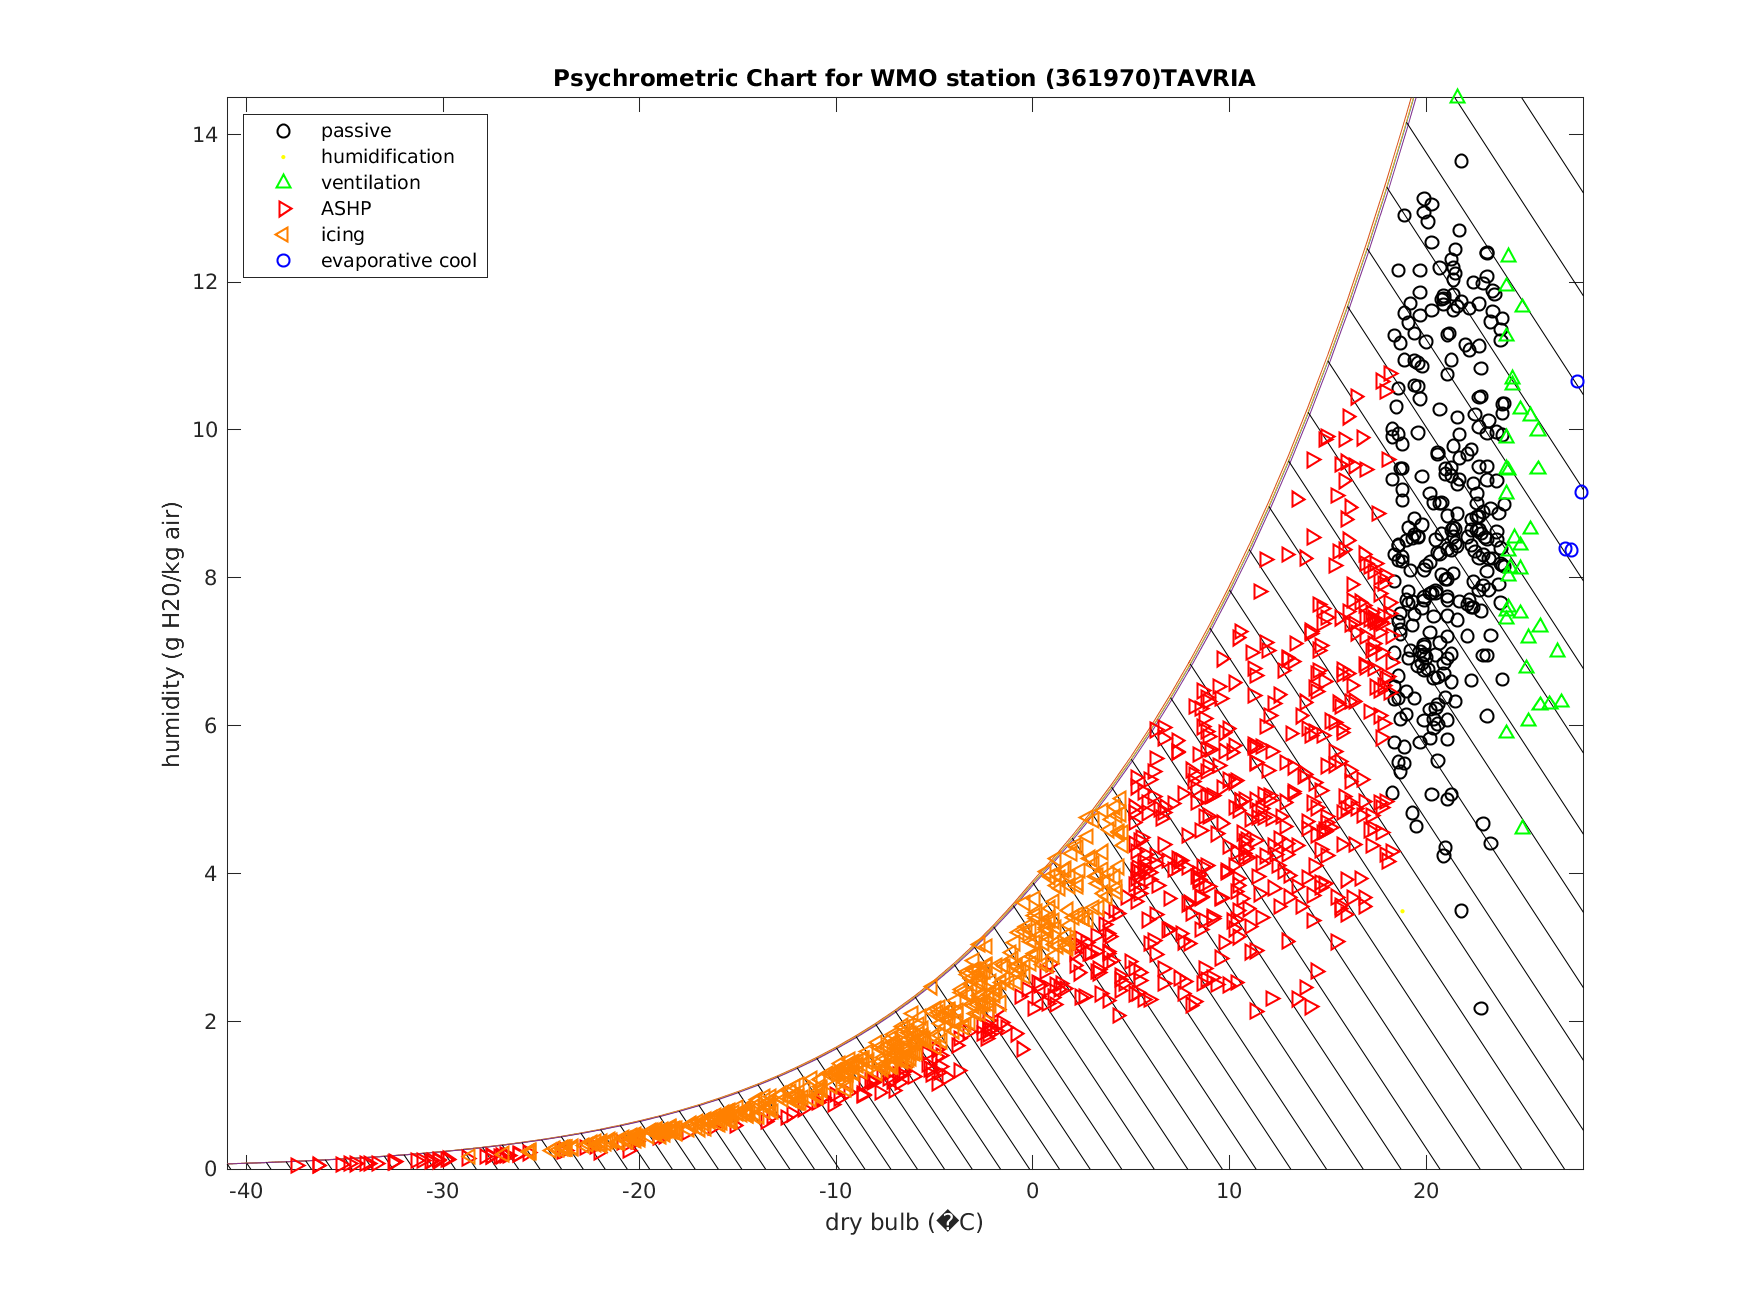 Psychrometric Chart for WMO station (361970)TAVRIA
passive
humidification
ventilation
ASHP
icing
evaporative cool
humidity (g H20/kg air)
14
12
10
8
6
4
2
0
-40 -30 -20 -10 0 10 20
dry bulb (�C)